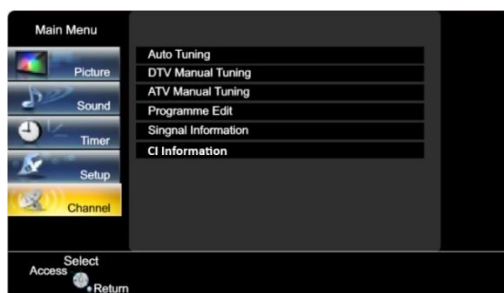 Main Menu
Picture
Sound
Timer
Setup
Channel
Auto Tuning
DTV Manual Tuning
ATV Manual Tuning
Programme Edit
Singnal Information
CI Information
Select
Access
Return